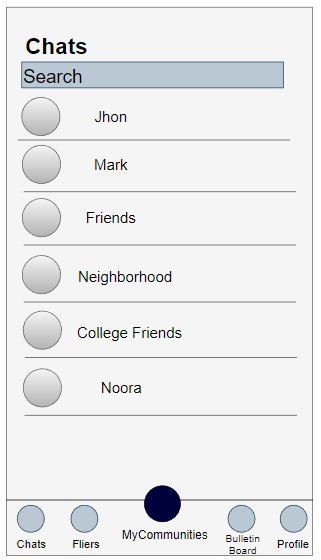 Chats
Search
Jhon
Mark
Friends
Neighborhood
College Friends
Noora
Chats
Fliers
MyCommunities
Bulletin
Board
Profile